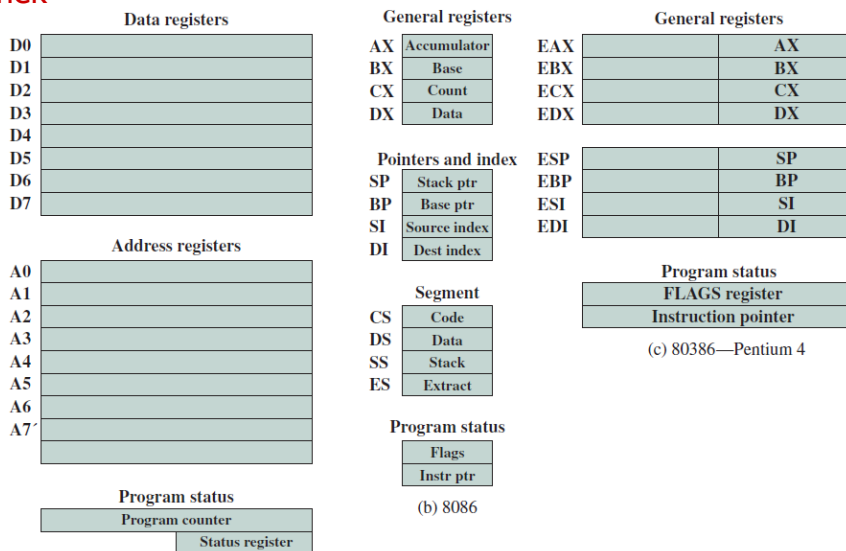 Data registers
D0
D1
D2
D3
D4
D5
D6
D7
Address registers
A0
A1
A2
A3
A4
A5
A6
A7´
Program status
Program counter
Status register
General registers
AX Accumulator
BX Base
CX Count
DX Data
Pointers and index
SP Stack ptr
BP Base ptr
SI Source index
DI Dest index
Segment
CS Code
DS Data
SS Stack
ES Extract
Program status
Flags
Instr ptr
(b) 8086
General registers
EAX AX
EBX BX
ECX CX
EDX DX
ESP SP
EBP BP
ESI SI
EDI DI
Program status
FLAGS register
Instruction pointer
(c) 80386—Pentium 4